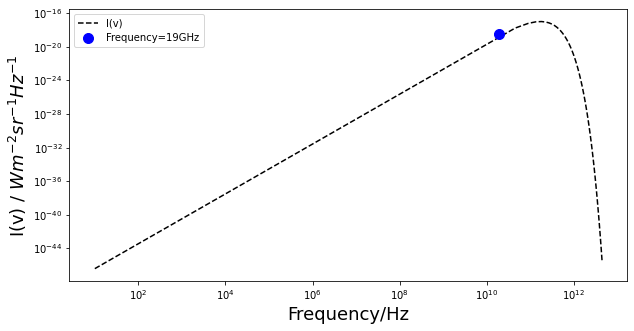 I(v)
Frequency=19GHz
I(v) / Wm⁻²sr⁻¹Hz⁻¹
10⁻¹⁶
10⁻²⁰
10⁻²⁴
10⁻²⁸
10⁻³²
10⁻³⁶
10⁻⁴⁰
10⁻⁴⁴
10² 10⁴ 10⁶ 10⁸ 10¹⁰ 10¹²
Frequency/Hz